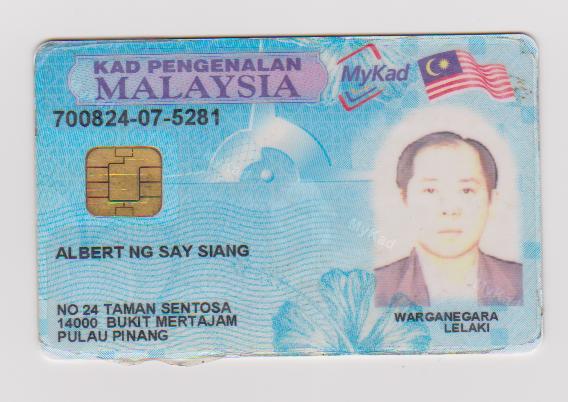 KAD PENGENALAN
MALAYSIA
MyKad
700824-07-5281
MyKad
ALBERT NG SAY SIANG
NO 24 TAMAN SENTOSA
14000 BUKIT MERTAJAM
PULAU PINANG
MyKad
WARGANEGARA
LELAKI